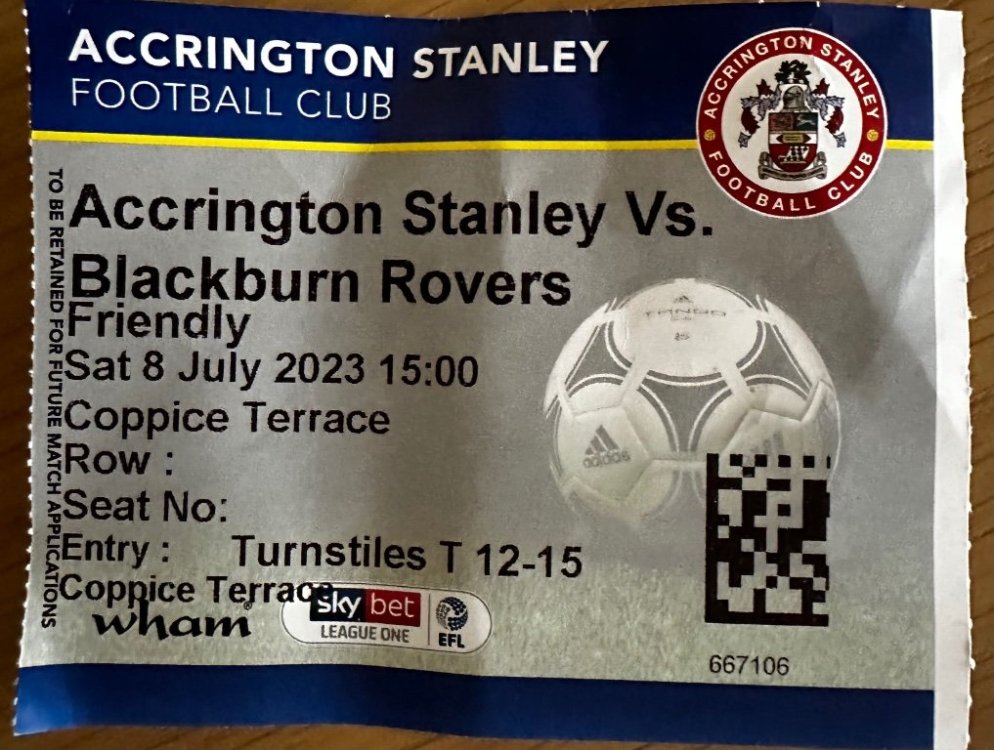 ACCRINGTON STANLEY
FOOTBALL CLUB
ACCRINGTON STANLEY
FOOTBALL CLUB
TO BE RETAINED FOR FUTURE MATCH APPLICATIONS
Accrington Stanley Vs.
Blackburn Rovers
Friendly
Sat 8 July 2023 15:00
Coppice Terrace
Row :
Seat No:
Entry : Turnstiles T 12-15
Coppice Terrace
wham
sky bet
LEAGUE ONE
EFL
TANGO
adidas
667106